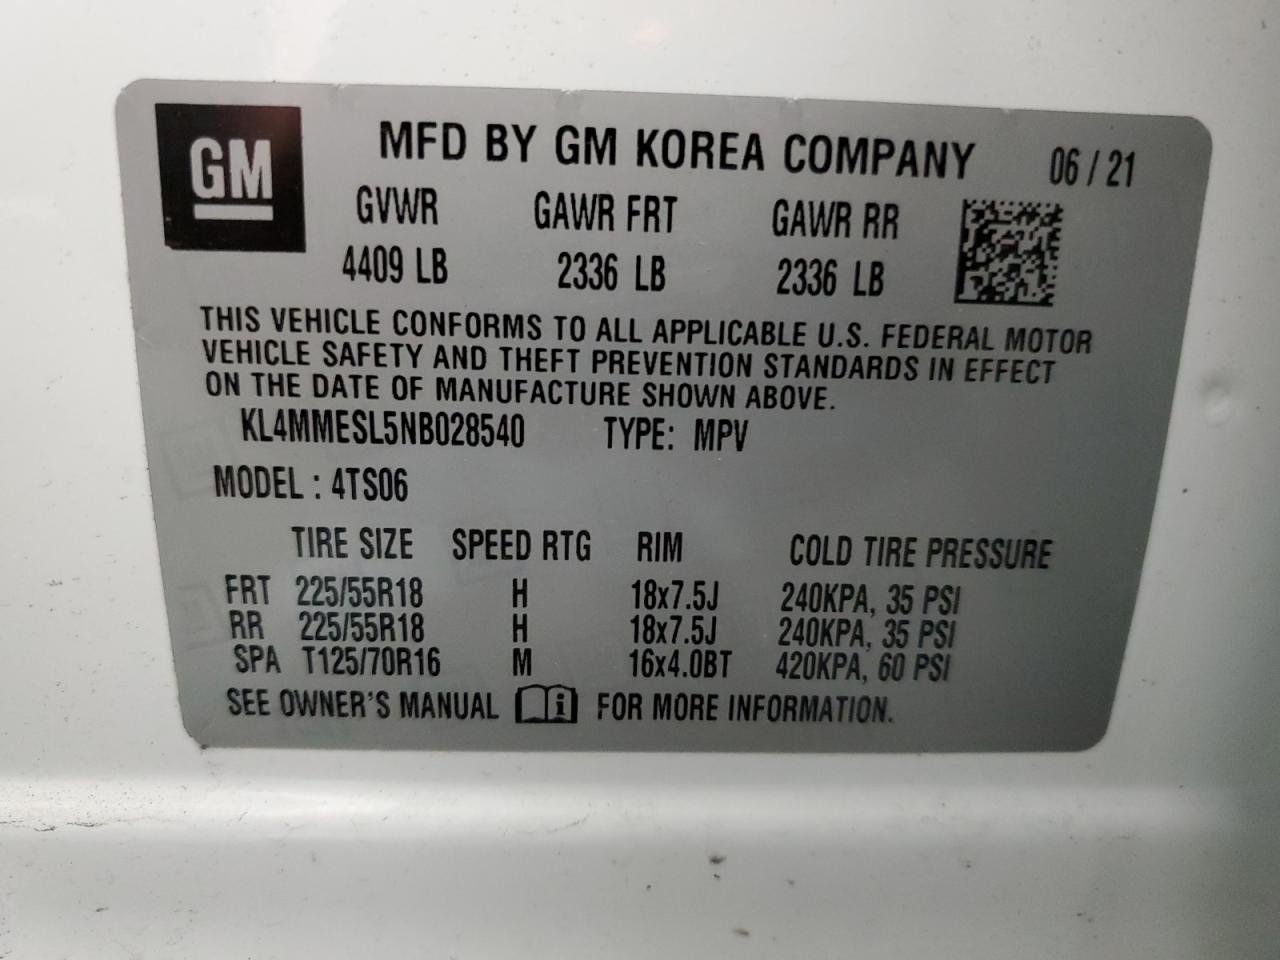 GM
MFD BY GM KOREA COMPANY 06 / 21
GVWR GAWR FRT GAWR RR
4409 LB 2336 LB 2336 LB
THIS VEHICLE CONFORMS TO ALL APPLICABLE U.S. FEDERAL MOTOR
VEHICLE SAFETY AND THEFT PREVENTION STANDARDS IN EFFECT
ON THE DATE OF MANUFACTURE SHOWN ABOVE.
KL4MMESL5NB028540 TYPE: MPV
MODEL : 4TS06
TIRE SIZE SPEED RTG RIM COLD TIRE PRESSURE
FRT 225/55R18 H 18x7.5J 240KPA, 35 PSI
RR 225/55R18 H 18x7.5J 240KPA, 35 PSI
SPA T125/70R16 M 16x4.0BT 420KPA, 60 PSI
SEE OWNER'S MANUAL i FOR MORE INFORMATION.